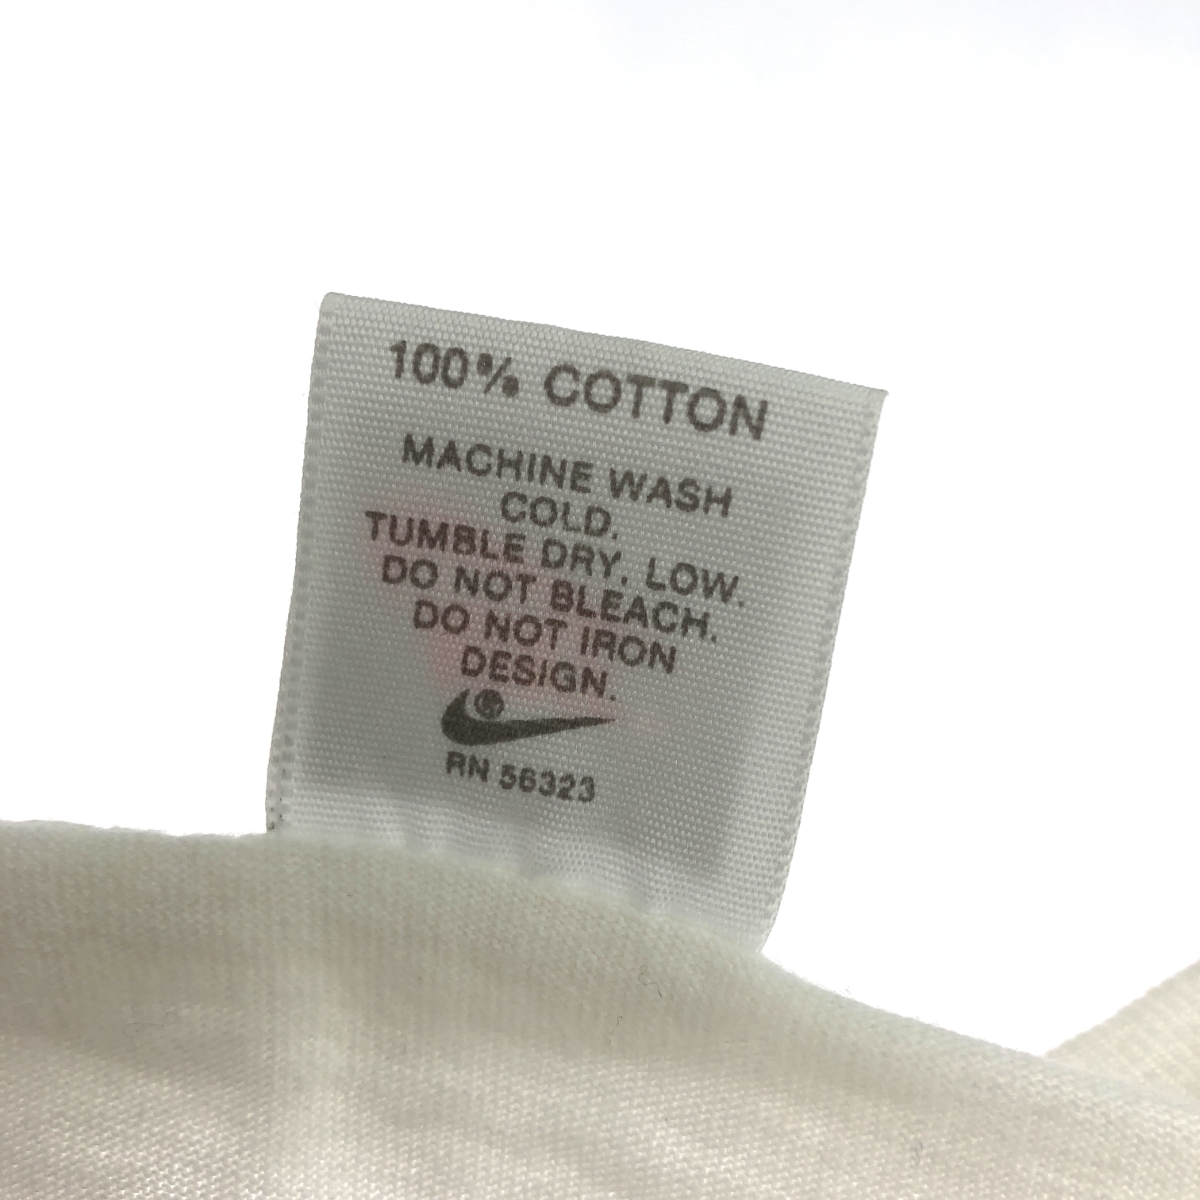 100% COTTON
MACHINE WASH
COLD.
TUMBLE DRY, LOW.
DO NOT BLEACH.
DO NOT IRON
DESIGN.
RN 56323